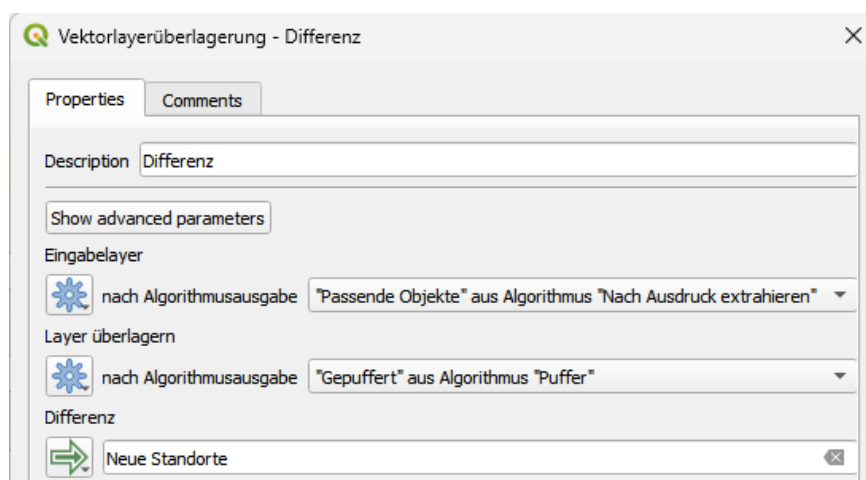 Vektorlayerüberlagerung - Differenz
Properties Comments
Description Differenz
Show advanced parameters
Eingabelayer
nach Algorithmusausgabe "Passende Objekte" aus Algorithmus "Nach Ausdruck extrahieren"
Layer überlagern
nach Algorithmusausgabe "Gepuffert" aus Algorithmus "Puffer"
Differenz
Neue Standorte